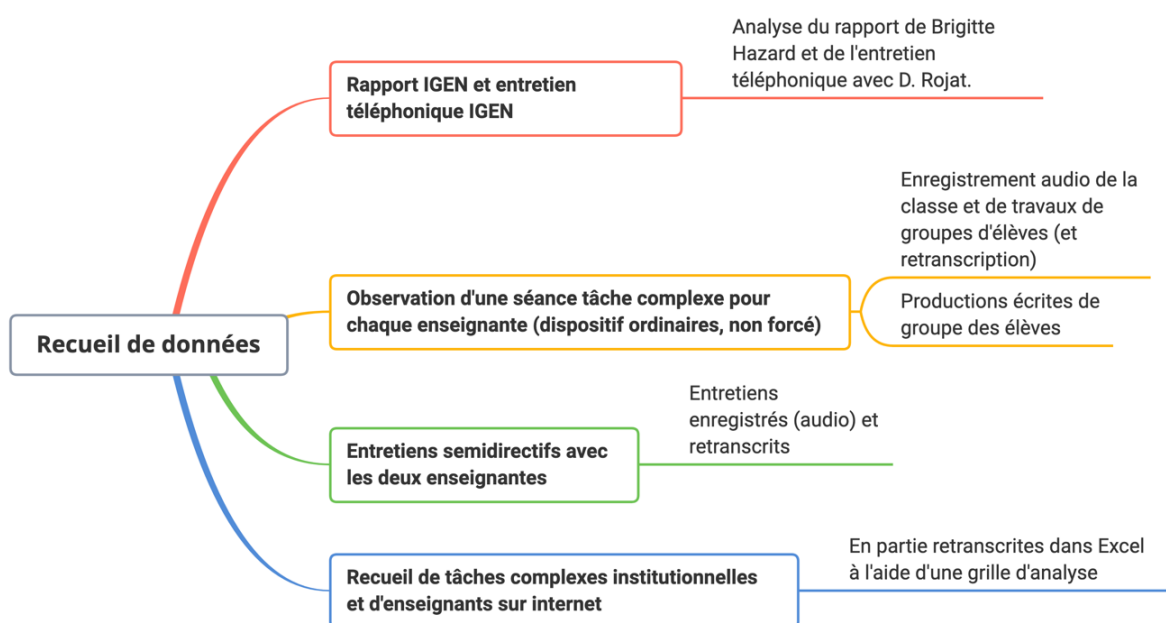 Analyse du rapport de Brigitte
Hazard et de l'entretien
téléphonique avec D. Rojat.
Rapport IGEN et entretien
téléphonique IGEN
Enregistrement audio de la
classe et de travaux de
groupes d'élèves (et
retranscription)
Observation d'une séance tâche complexe pour
chaque enseignante (dispositif ordinaires, non forcé)
Productions écrites de
groupe des élèves
Recueil de données
Entretiens
enregistrés (audio) et
retranscrits
Entretiens semidirectifs avec
les deux enseignantes
En partie retranscrites dans Excel
à l'aide d'une grille d'analyse
Recueil de tâches complexes institutionnelles
et d'enseignants sur internet